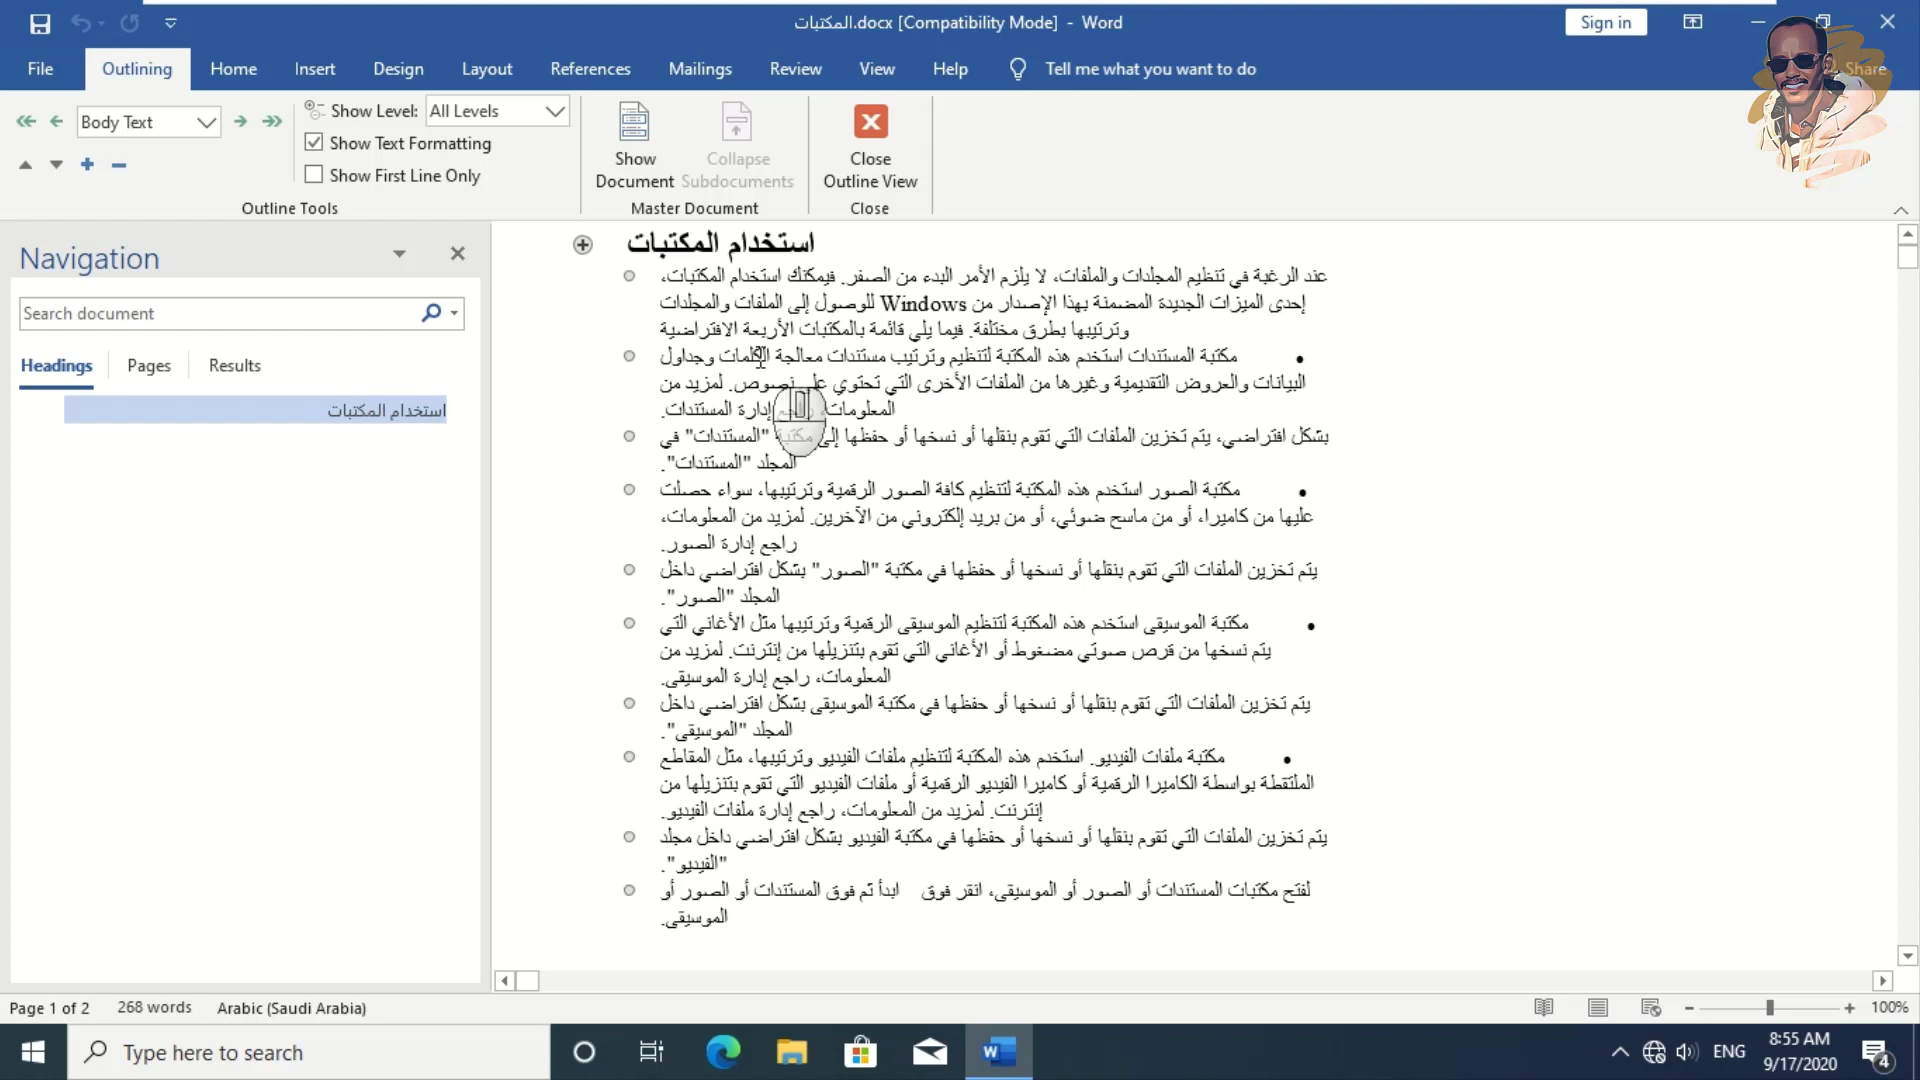 المكتبات.docx [Compatibility Mode] - Word
Sign in
File
Outlining
Home
Insert
Design
Layout
References
Mailings
Review
View
Help
Tell me what you want to do
Share
Body Text
Show Level:
All Levels
Show Text Formatting
Show First Line Only
Outline Tools
Show Document
Collapse Subdocuments
Master Document
Close Outline View
Close
Navigation
Search document
Headings
Pages
Results
استخدام المكتبات
استخدام المكتبات
عند الرغبة في تنظيم المجلدات والملفات، لا يلزم الأمر البدء من الصفر. فيمكنك استخدام المكتبات،
إحدى الميزات الجديدة المضمنة بهذا الإصدار من Windows للوصول إلى الملفات والمجلدات
وترتيبها بطرق مختلفة. فيما يلي قائمة بالمكتبات الأربعة الافتراضية
• مكتبة المستندات استخدم هذه المكتبة لتنظيم وترتيب مستندات معالجة الكلمات وجداول
البيانات والعروض التقديمية وغيرها من الملفات الأخرى التي تحتوي على نصوص. لمزيد من
المعلومات، راجع إدارة المستندات.
بشكل افتراضي، يتم تخزين الملفات التي تقوم بنقلها أو نسخها أو حفظها إلى مكتبة "المستندات" في
المجلد "المستندات".
• مكتبة الصور استخدم هذه المكتبة لتنظيم كافة الصور الرقمية وترتيبها، سواء حصلت
عليها من كاميرا، أو من ماسح ضوئي، أو من بريد إلكتروني من الآخرين. لمزيد من المعلومات،
راجع إدارة الصور.
يتم تخزين الملفات التي تقوم بنقلها أو نسخها أو حفظها في مكتبة "الصور" بشكل افتراضي داخل
المجلد "الصور".
• مكتبة الموسيقى استخدم هذه المكتبة لتنظيم الموسيقى الرقمية وترتيبها مثل الأغاني التي
يتم نسخها من قرص صوتي مضغوط أو الأغاني التي تقوم بتنزيلها من إنترنت. لمزيد من
المعلومات، راجع إدارة الموسيقى.
يتم تخزين الملفات التي تقوم بنقلها أو نسخها أو حفظها في مكتبة الموسيقى بشكل افتراضي داخل
المجلد "الموسيقى".
• مكتبة ملفات الفيديو. استخدم هذه المكتبة لتنظيم ملفات الفيديو وترتيبها، مثل المقاطع
الملتقطة بواسطة الكاميرا الرقمية أو كاميرا الفيديو الرقمية أو ملفات الفيديو التي تقوم بتنزيلها من
إنترنت. لمزيد من المعلومات، راجع إدارة ملفات الفيديو.
يتم تخزين الملفات التي تقوم بنقلها أو نسخها أو حفظها في مكتبة الفيديو بشكل افتراضي داخل مجلد
"الفيديو".
لفتح مكتبات المستندات أو الصور أو الموسيقى، انقر فوق ابدأ ثم فوق المستندات أو الصور أو
الموسيقى.
Page 1 of 2
268 words
Arabic (Saudi Arabia)
100%
Type here to search
ENG
8:55 AM
9/17/2020
4